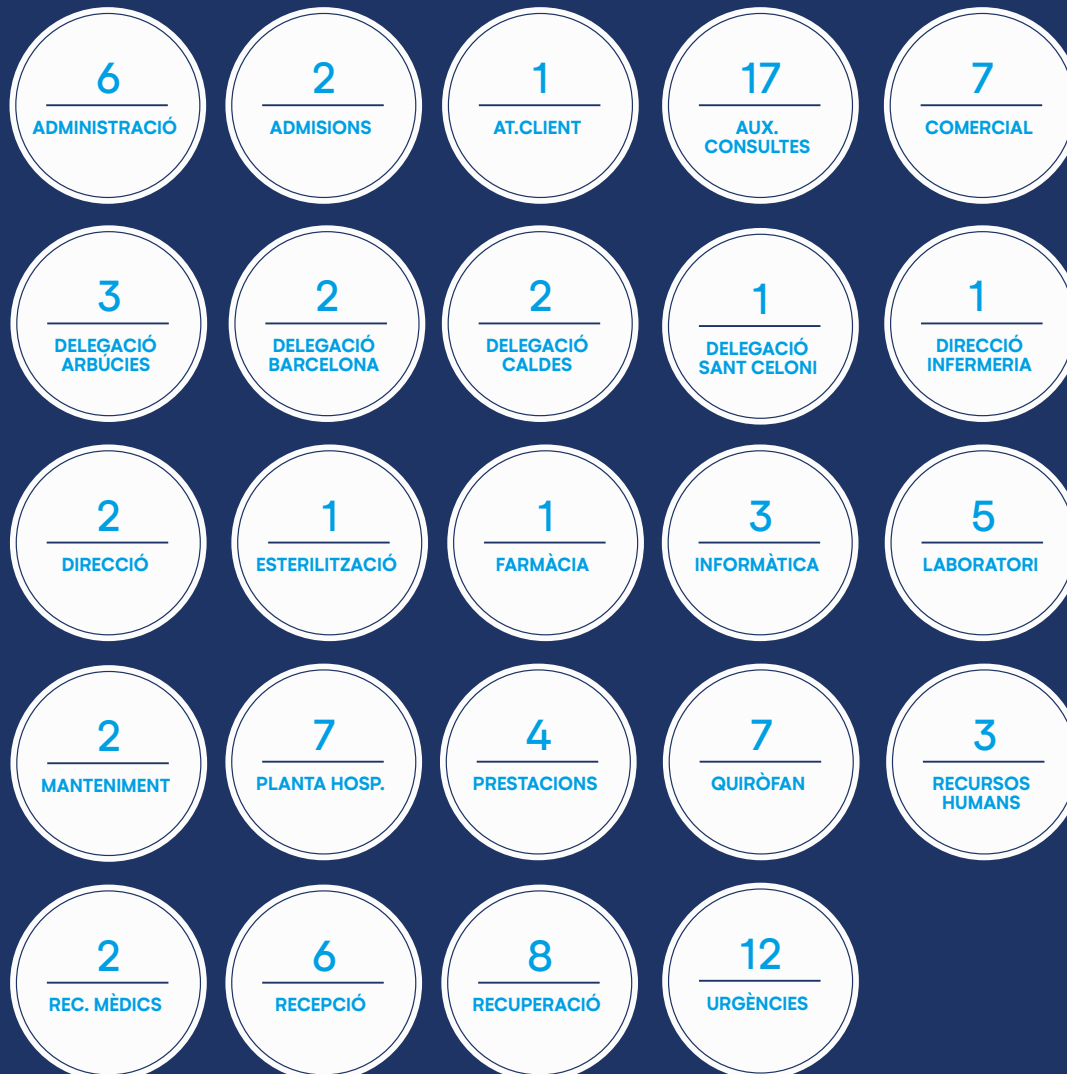 6
ADMINISTRACIÓ
2
ADMISIONS
1
AT.CLIENT
17
AUX.
CONSULTES
7
COMERCIAL
3
DELEGACIÓ
ARBÚCIES
2
DELEGACIÓ
BARCELONA
2
DELEGACIÓ
CALDES
1
DELEGACIÓ
SANT CELONI
1
DIRECCIÓ
INFERMERIA
2
DIRECCIÓ
1
ESTERILITZACIÓ
1
FARMÀCIA
3
INFORMÀTICA
5
LABORATORI
2
MANTENIMENT
7
PLANTA HOSP.
4
PRESTACIONS
7
QUIRÒFAN
3
RECURSOS
HUMANS
2
REC. MÈDICS
6
RECEPCIÓ
8
RECUPERACIÓ
12
URGÈNCIES